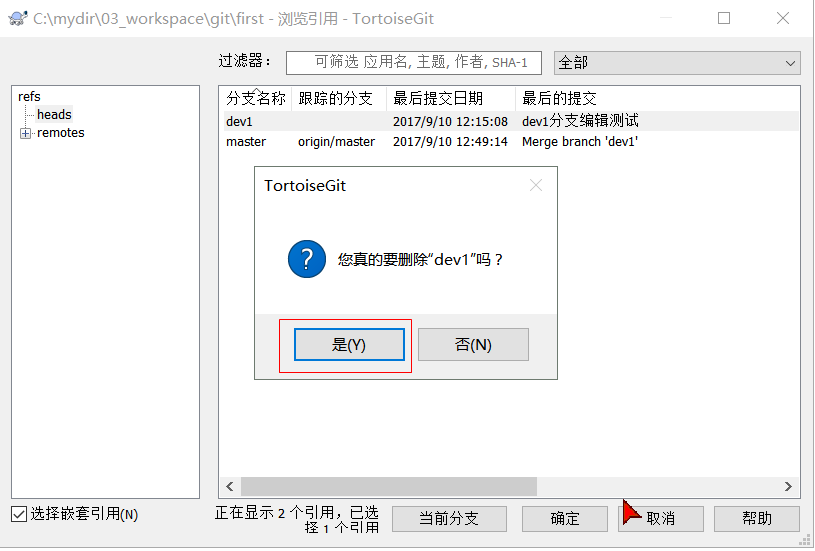 C:\mydir\03_workspace\git\first - 浏览引用 - TortoiseGit
过滤器：
可筛选 应用名, 主题, 作者, SHA-1
全部
refs
heads
remotes
分支名称 跟踪的分支 最后提交日期 最后的提交
dev1 2017/9/10 12:15:08 dev1分支编辑测试
master origin/master 2017/9/10 12:49:14 Merge branch 'dev1'
TortoiseGit
您真的要删除“dev1”吗？
是(Y) 否(N)
选择嵌套引用(N)
正在显示 2 个引用，已选
择 1 个引用
当前分支 确定 取消 帮助